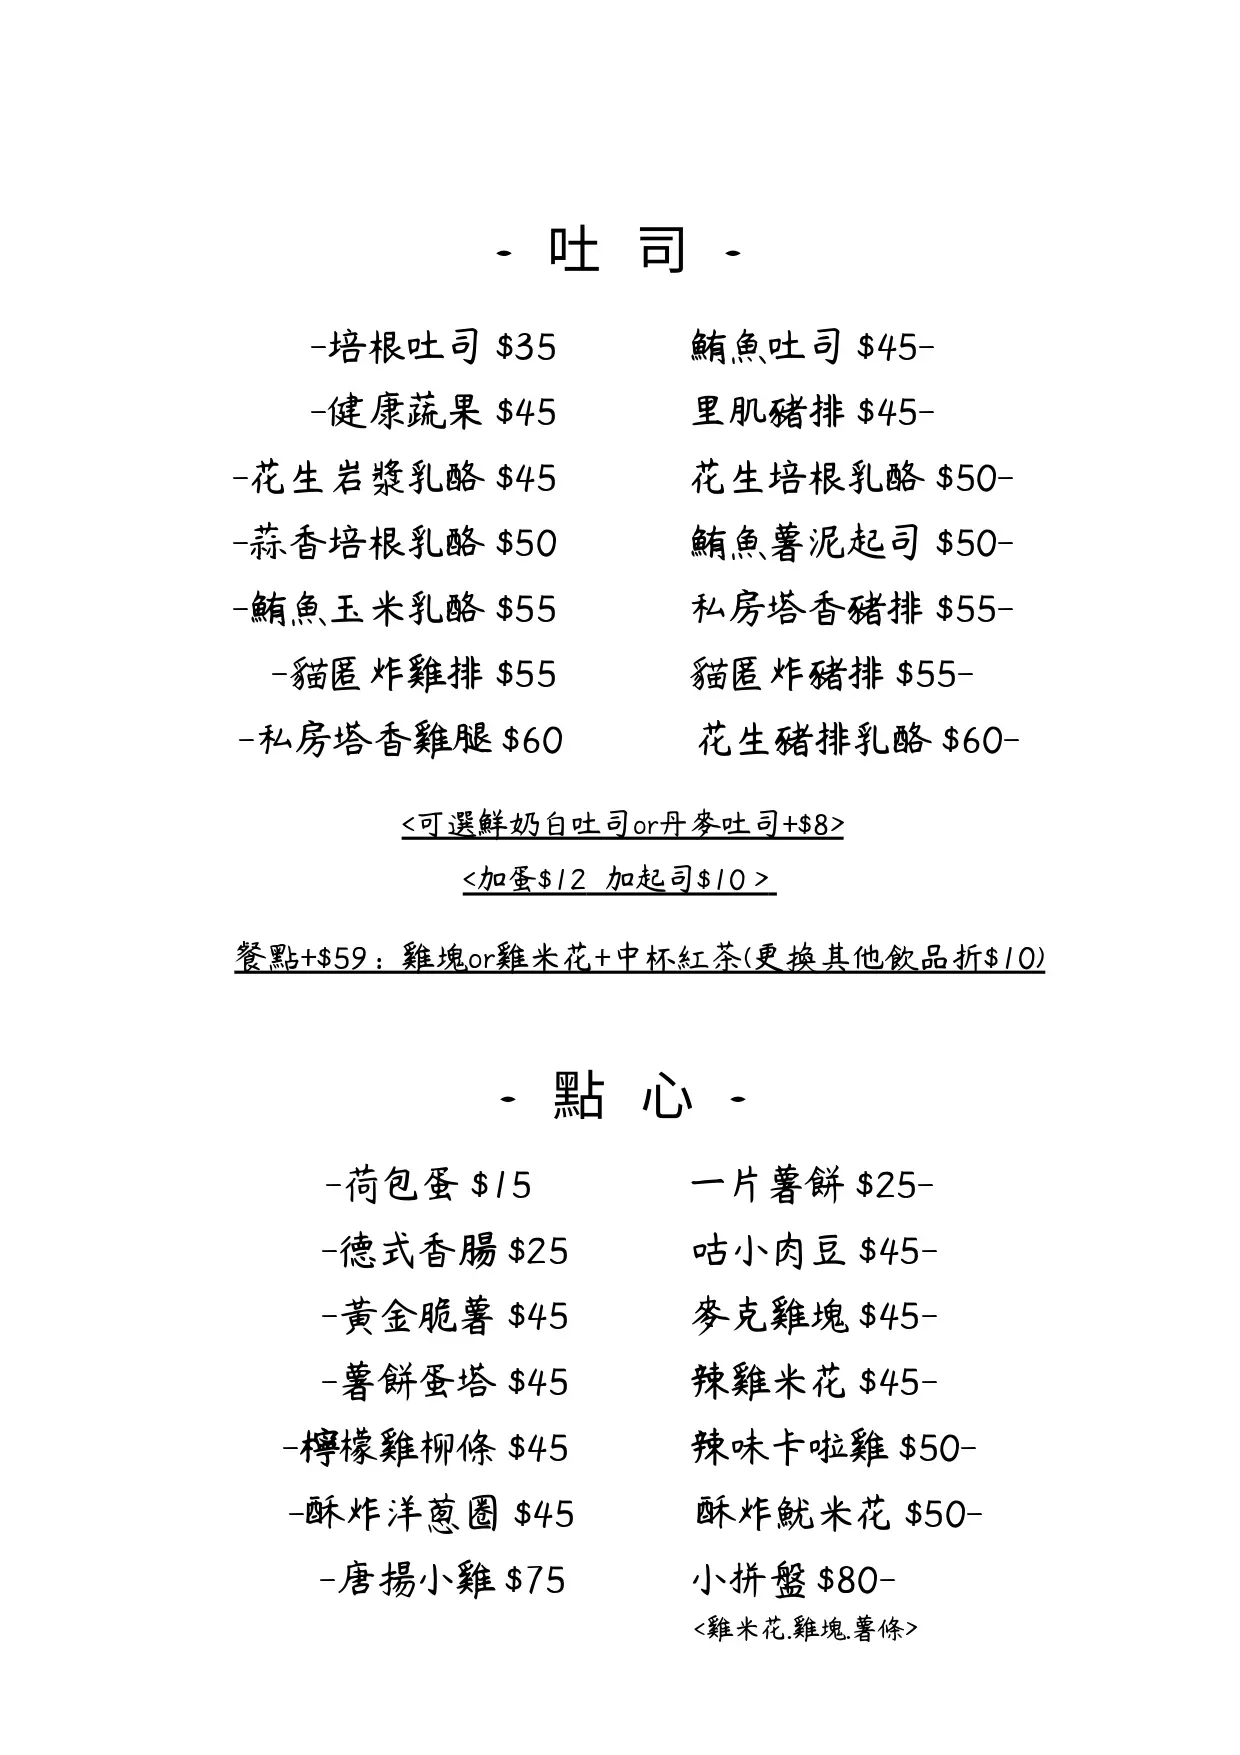 - 吐 司 -
-培根吐司 $35 鮪魚吐司 $45-
-健康蔬果 $45 里肌豬排 $45-
-花生岩漿乳酪 $45 花生培根乳酪 $50-
-蒜香培根乳酪 $50 鮪魚薯泥起司 $50-
-鮪魚玉米乳酪 $55 私房塔香豬排 $55-
-貓匿炸雞排 $55 貓匿炸豬排 $55-
-私房塔香雞腿 $60 花生豬排乳酪 $60-
<可選鮮奶白吐司or丹麥吐司+$8>
<加蛋$12 加起司$10 >
餐點+$59：雞塊or雞米花+中杯紅茶(更換其他飲品折$10)
- 點 心 -
-荷包蛋 $15 一片薯餅 $25-
-德式香腸 $25 咕小肉豆 $45-
-黃金脆薯 $45 麥克雞塊 $45-
-薯餅蛋塔 $45 辣雞米花 $45-
-檸檬雞柳條 $45 辣味卡啦雞 $50-
-酥炸洋蔥圈 $45 酥炸魷米花 $50-
-唐揚小雞 $75 小拼盤 $80-
<雞米花.雞塊.薯條>